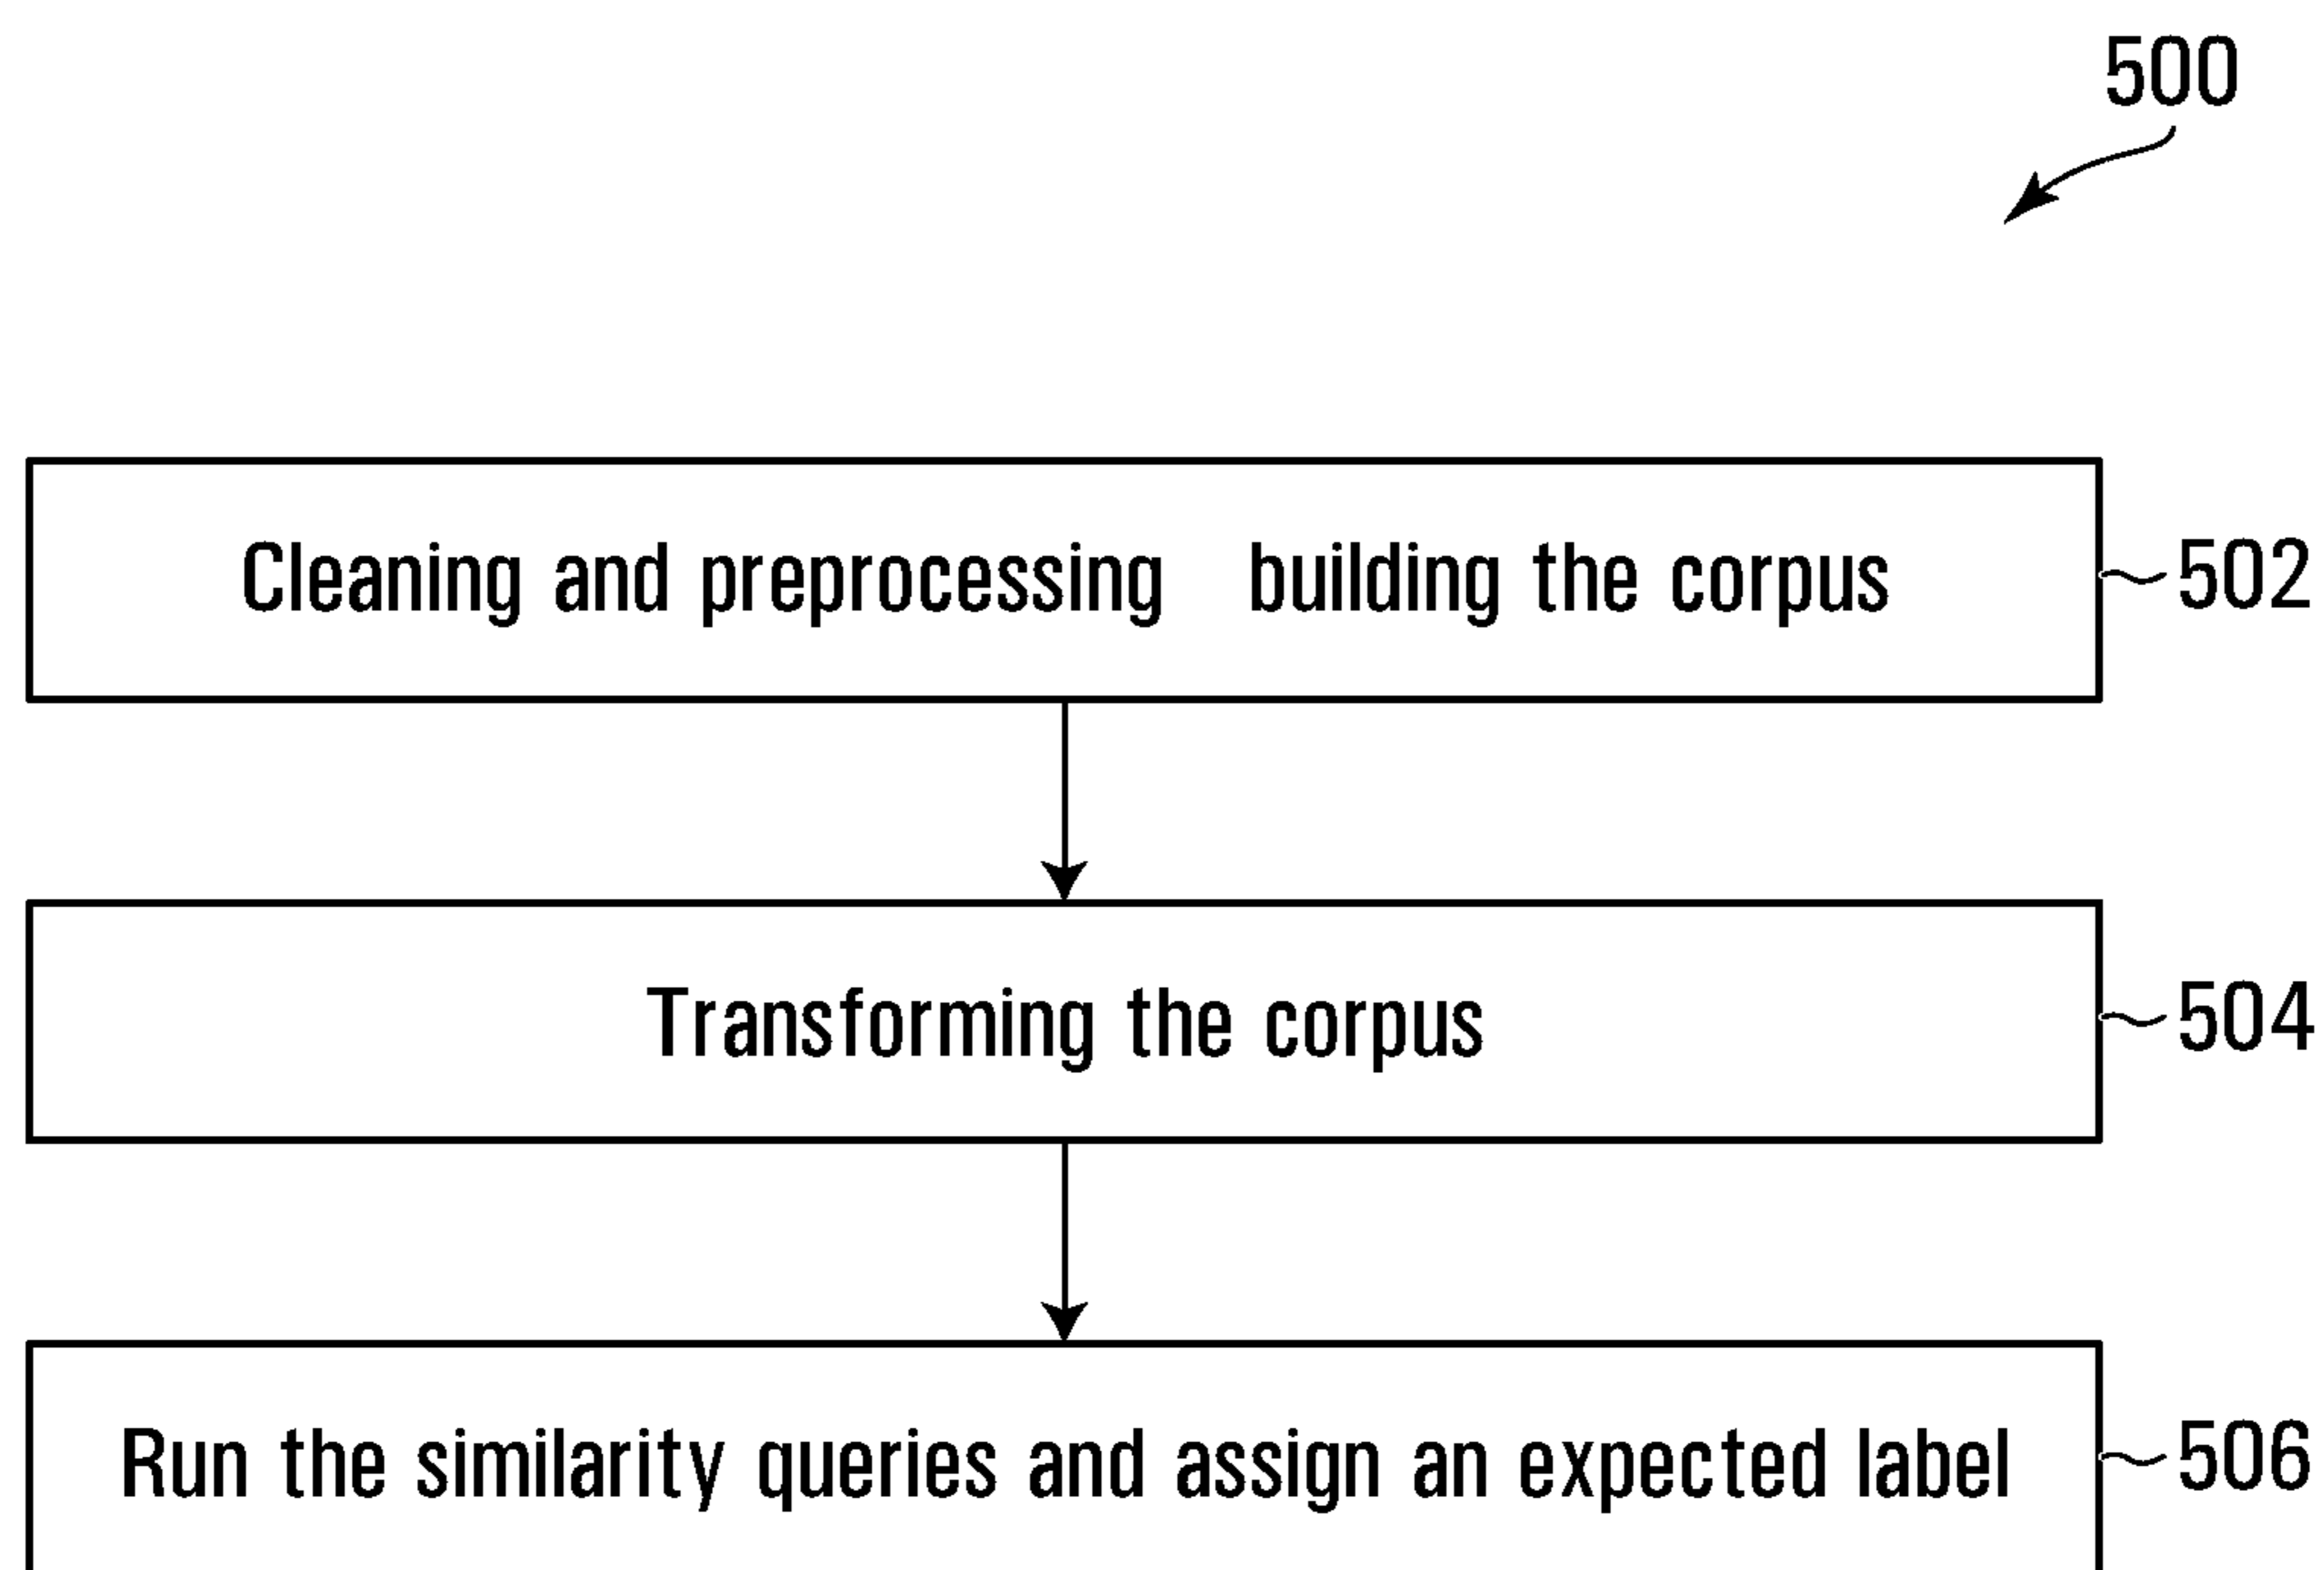 500
Cleaning and preprocessing building the corpus
502
Transforming the corpus
504
Run the similarity queries and assign an expected label
506